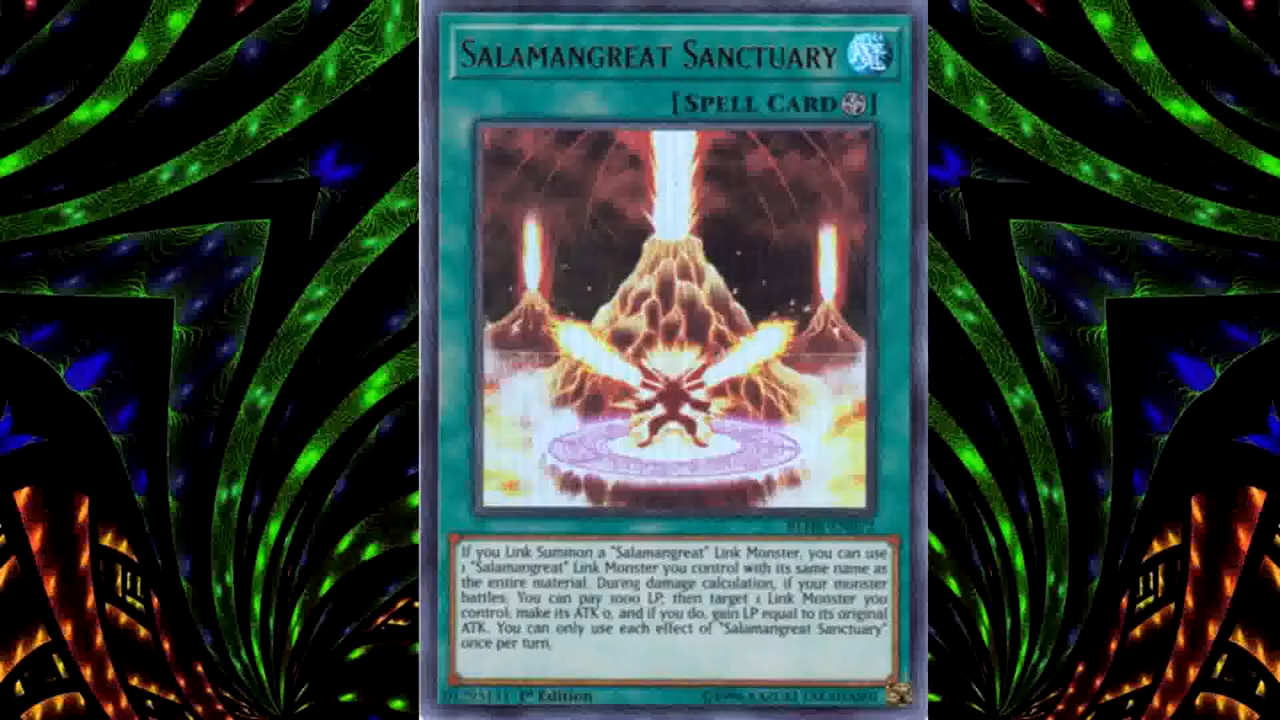 SALAMANGREAT SANCTUARY
[SPELL CARD]
If you Link Summon a "Salamangreat" Link Monster, you can use
1 "Salamangreat" Link Monster you control with its same name as
the entire material. During damage calculation, if your monster
battles: You can pay 1000 LP, then target 1 Link Monster you
control; make its ATK 0, and if you do, gain LP equal to its original
ATK. You can only use each effect of "Salamangreat Sanctuary"
once per turn.
1st Edition
©1996 KAZUKI TAKAHASHI